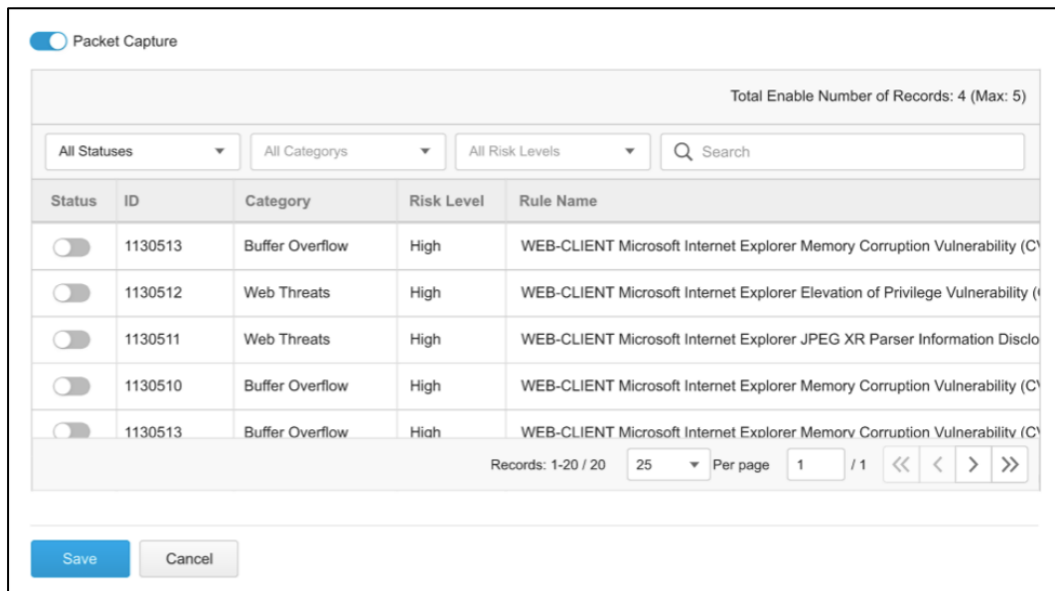 Packet Capture
Total Enable Number of Records: 4 (Max: 5)
All Statuses All Categorys All Risk Levels Search
Status ID Category Risk Level Rule Name
1130513 Buffer Overflow High WEB-CLIENT Microsoft Internet Explorer Memory Corruption Vulnerability (CV
1130512 Web Threats High WEB-CLIENT Microsoft Internet Explorer Elevation of Privilege Vulnerability (
1130511 Web Threats High WEB-CLIENT Microsoft Internet Explorer JPEG XR Parser Information Disclo
1130510 Buffer Overflow High WEB-CLIENT Microsoft Internet Explorer Memory Corruption Vulnerability (CV
1130513 Buffer Overflow High WEB-CLIENT Microsoft Internet Explorer Memory Corruption Vulnerability (CV
Records: 1-20 / 20 25 Per page 1 / 1
Save Cancel